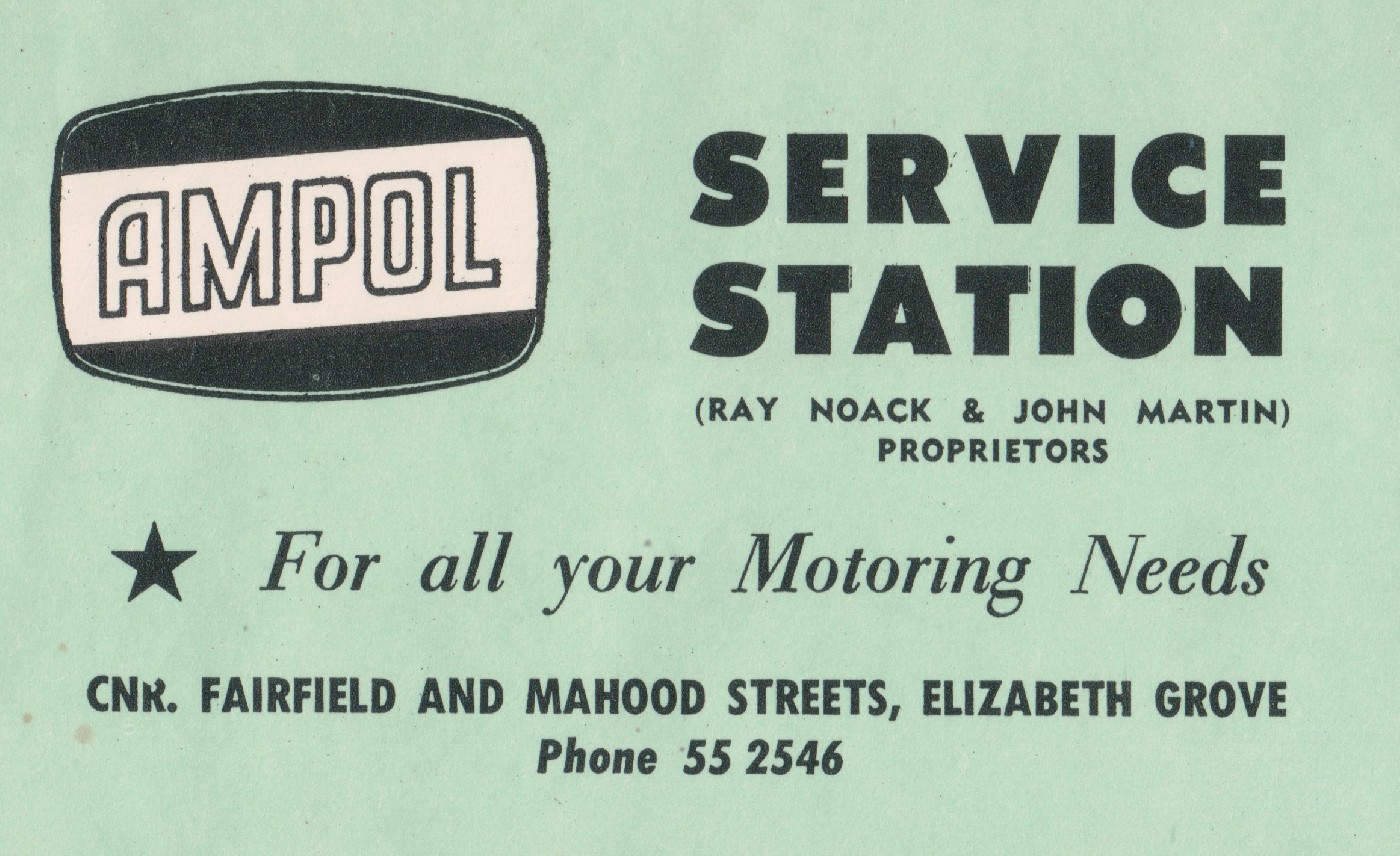 AMPOL
SERVICE
STATION
(RAY NOACK & JOHN MARTIN)
PROPRIETORS
For all your Motoring Needs
CNR. FAIRFIELD AND MAHOOD STREETS, ELIZABETH GROVE
Phone 55 2546